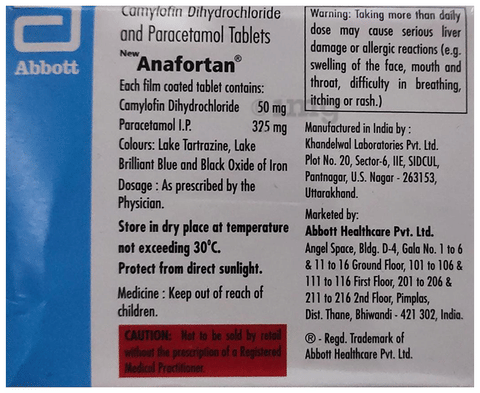 Abbott
Camylofin Dihydrochloride
and Paracetamol Tablets
New
Anafortan®
Each film coated tablet contains:
Camylofin Dihydrochloride 50 mg
Paracetamol I.P. 325 mg
Colours: Lake Tartrazine, Lake
Brilliant Blue and Black Oxide of Iron
Dosage : As prescribed by the
Physician.
Store in dry place at temperature
not exceeding 30°C.
Protect from direct sunlight.
Medicine : Keep out of reach of
children.
CAUTION: Not to be sold by retail
without the prescription of a Registered
Medical Practitioner.
Warning: Taking more than daily
dose may cause serious liver
damage or allergic reactions (e.g.
swelling of the face, mouth and
throat, difficulty in breathing,
itching or rash.)
Manufactured in India by :
Khandelwal Laboratories Pvt. Ltd.
Plot No. 20, Sector-6, IIE, SIDCUL,
Pantnagar, U.S. Nagar - 263153,
Uttarakhand.
Marketed by:
Abbott Healthcare Pvt. Ltd.
Angel Space, Bldg. D-4, Gala No. 1 to 6
& 11 to 16 Ground Floor, 101 to 106 &
111 to 116 First Floor, 201 to 206 &
211 to 216 2nd Floor, Pimplas,
Dist. Thane, Bhiwandi - 421 302, India.
® - Regd. Trademark of
Abbott Healthcare Pvt. Ltd.